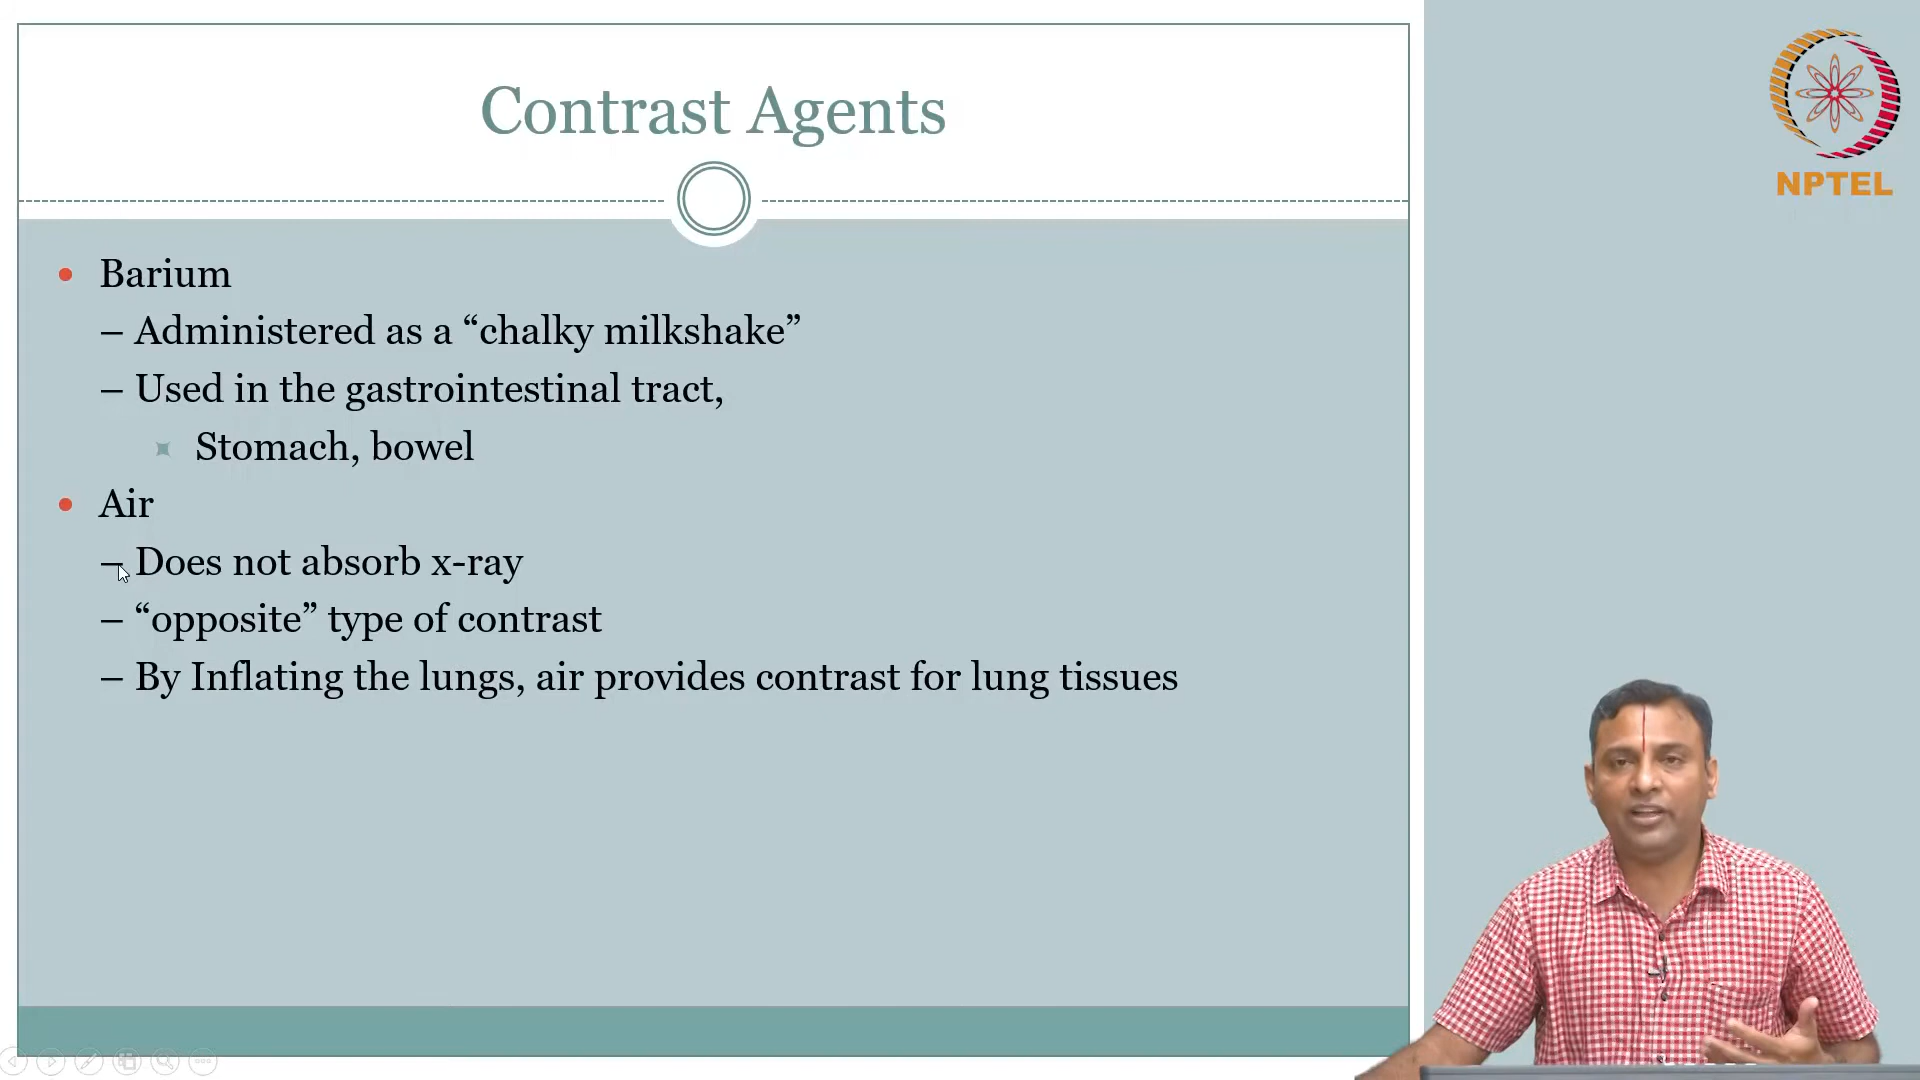 Contrast Agents
NPTEL
• Barium
– Administered as a “chalky milkshake”
– Used in the gastrointestinal tract,
Stomach, bowel
• Air
– Does not absorb x-ray
– “opposite” type of contrast
– By Inflating the lungs, air provides contrast for lung tissues